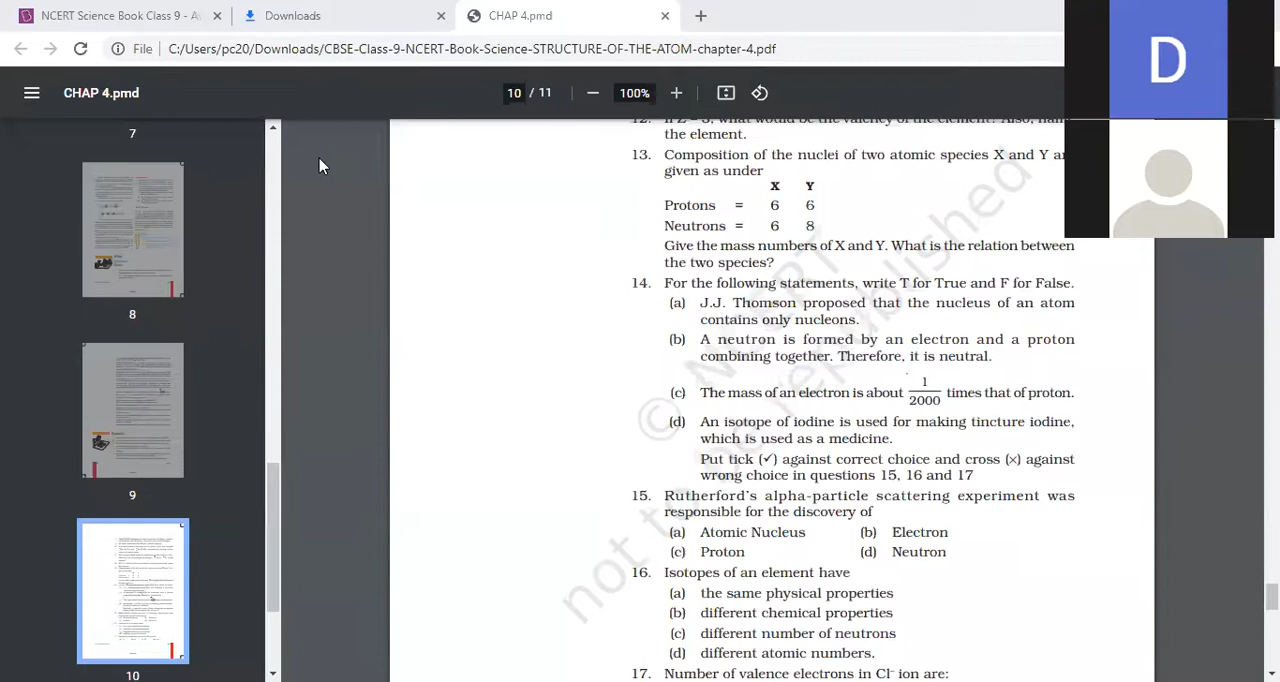 NCERT Science Book Class 9 - A
Downloads
CHAP 4.pmd
File
C:/Users/pc20/Downloads/CBSE-Class-9-NCERT-Book-Science-STRUCTURE-OF-THE-ATOM-chapter-4.pdf
CHAP 4.pmd
10 / 11
100%
D
7
8
9
10
12. If Z = 3, what would be the valency of the element? Also,
the element.
13. Composition of the nuclei of two atomic species X and Y
given as under
X Y
Protons = 6 6
Neutrons = 6 8
Give the mass numbers of X and Y. What is the relation between
the two species?
14. For the following statements, write T for True and F for False.
(a) J.J. Thomson proposed that the nucleus of an atom
contains only nucleons.
(b) A neutron is formed by an electron and a proton
combining together. Therefore, it is neutral.
(c) The mass of an electron is about 1/2000 times that of proton.
(d) An isotope of iodine is used for making tincture iodine,
which is used as a medicine.
Put tick (✓) against correct choice and cross (×) against
wrong choice in questions 15, 16 and 17
15. Rutherford's alpha-particle scattering experiment was
responsible for the discovery of
(a) Atomic Nucleus (b) Electron
(c) Proton (d) Neutron
16. Isotopes of an element have
(a) the same physical properties
(b) different chemical properties
(c) different number of neutrons
(d) different atomic numbers.
17. Number of valence electrons in Cl⁻ ion are:
not to be republished